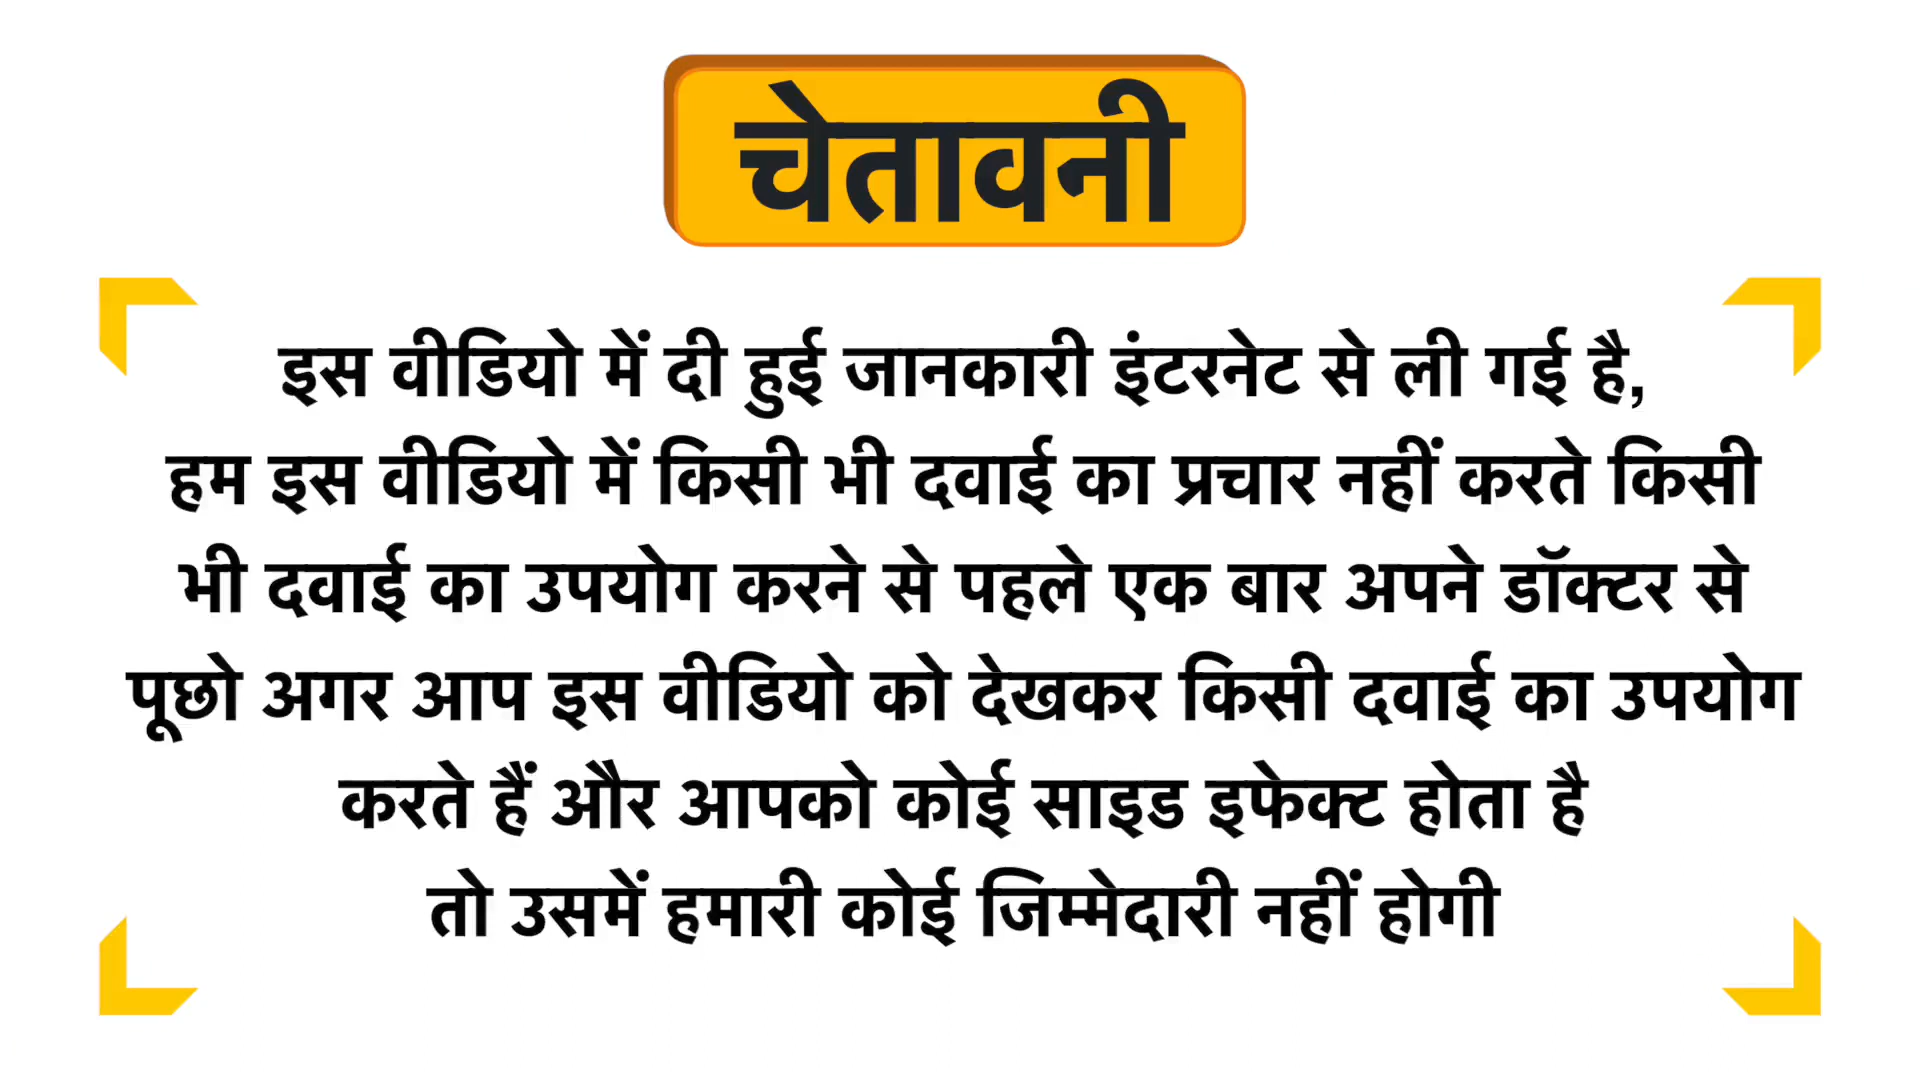 चेतावनी
इस वीडियो में दी हुई जानकारी इंटरनेट से ली गई है,
हम इस वीडियो में किसी भी दवाई का प्रचार नहीं करते किसी
भी दवाई का उपयोग करने से पहले एक बार अपने डॉक्टर से
पूछो अगर आप इस वीडियो को देखकर किसी दवाई का उपयोग
करते हैं और आपको कोई साइड इफेक्ट होता है
तो उसमें हमारी कोई जिम्मेदारी नहीं होगी